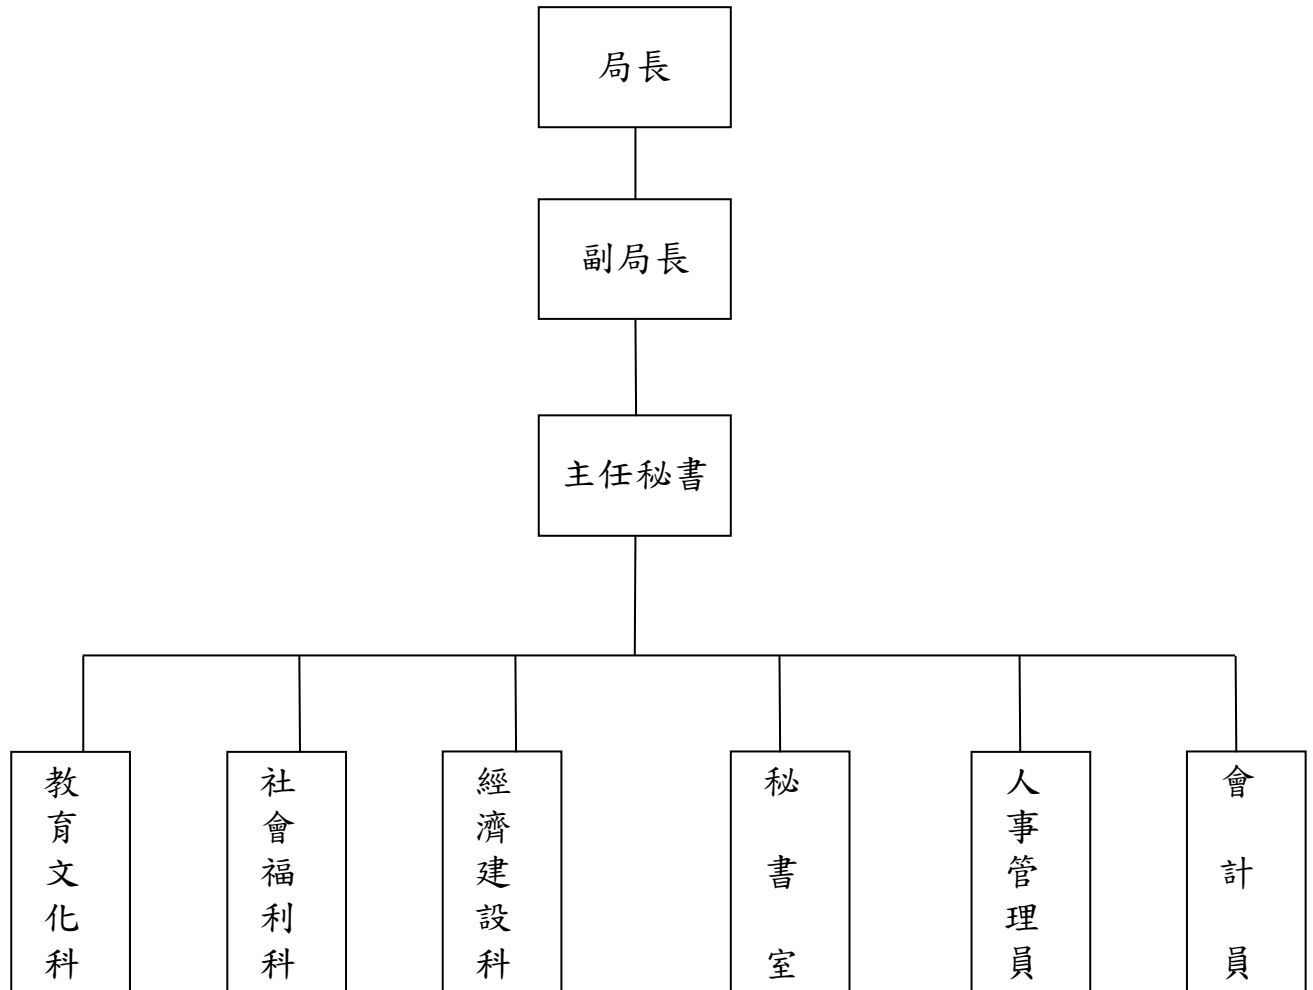 局長
副局長
主任秘書
教育文化科
社會福利科
經濟建設科
秘書室
人事管理員
會計員